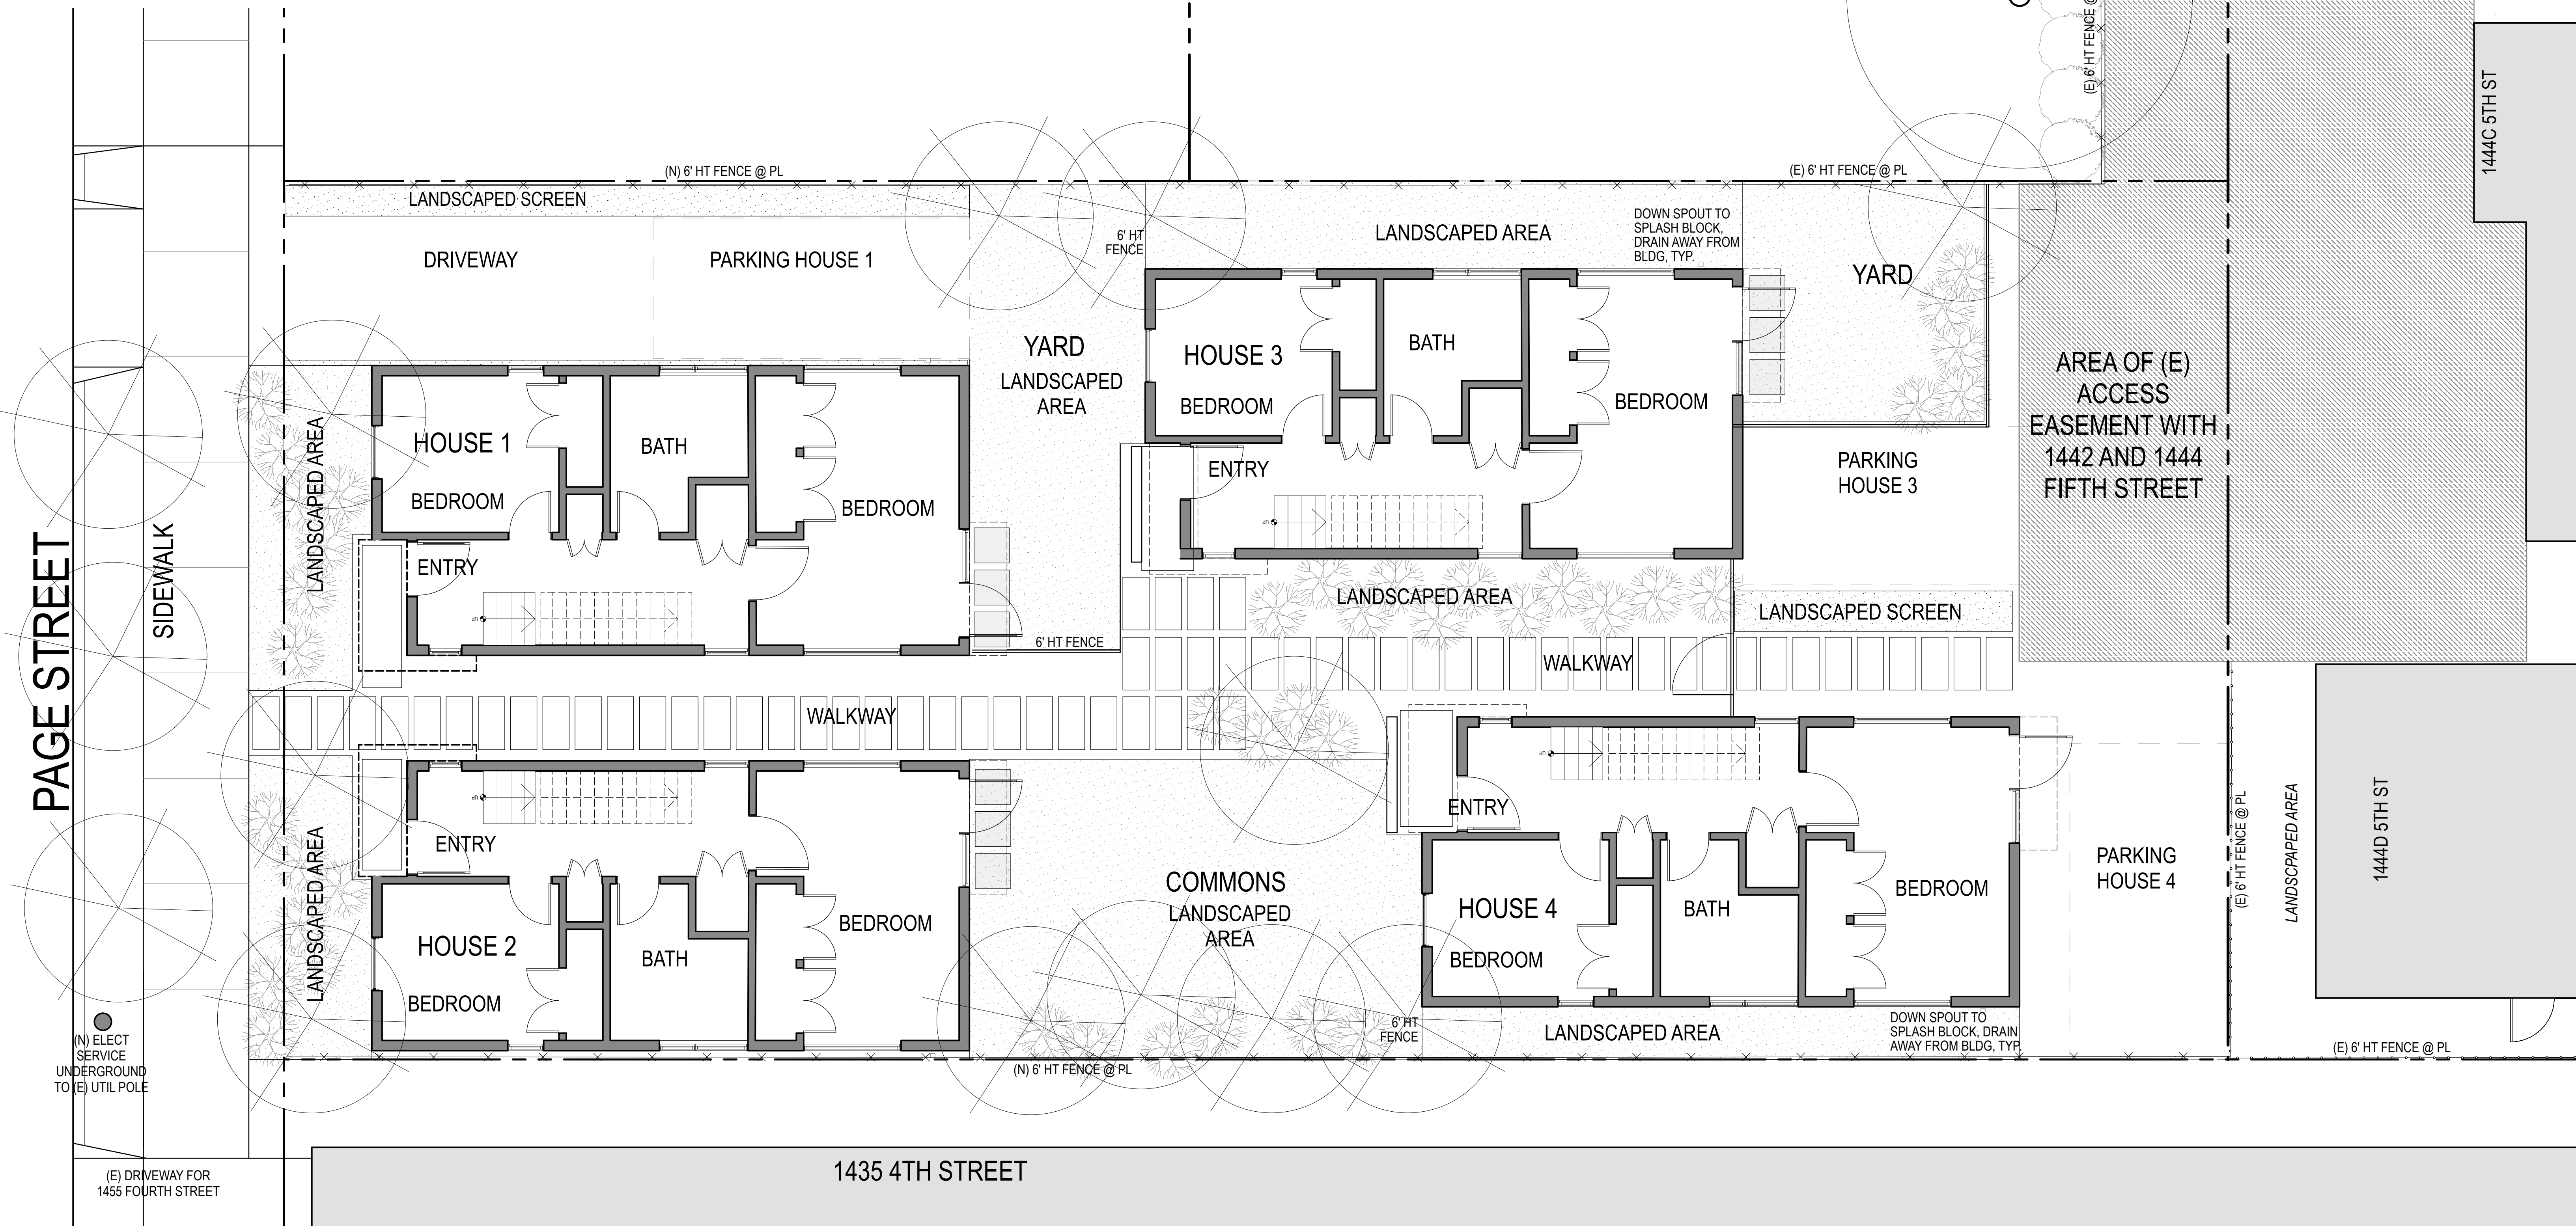 PAGE STREET
SIDEWALK
(N) ELECT
SERVICE
UNDERGROUND
TO (E) UTIL POLE
(E) DRIVEWAY FOR
1455 FOURTH STREET
(N) 6' HT FENCE @ PL
LANDSCAPED SCREEN
DRIVEWAY
PARKING HOUSE 1
LANDSCAPED AREA
HOUSE 1
BEDROOM
BATH
BEDROOM
ENTRY
YARD
LANDSCAPED
AREA
6' HT
FENCE
6' HT FENCE
WALKWAY
LANDSCAPED AREA
ENTRY
HOUSE 2
BEDROOM
BATH
BEDROOM
COMMONS
LANDSCAPED
AREA
(N) 6' HT FENCE @ PL
LANDSCAPED AREA
DOWN SPOUT TO
SPLASH BLOCK,
DRAIN AWAY FROM
BLDG, TYP.
HOUSE 3
BEDROOM
BATH
BEDROOM
ENTRY
LANDSCAPED AREA
WALKWAY
(E) 6' HT FENCE @ PL
YARD
PARKING
HOUSE 3
LANDSCAPED SCREEN
ENTRY
HOUSE 4
BEDROOM
BATH
BEDROOM
6' HT
FENCE
LANDSCAPED AREA
DOWN SPOUT TO
SPLASH BLOCK, DRAIN
AWAY FROM BLDG, TYP.
PARKING
HOUSE 4
(E) 6' HT FENCE @
AREA OF (E)
ACCESS
EASEMENT WITH
1442 AND 1444
FIFTH STREET
1444C 5TH ST
(E) 6' HT FENCE @ PL
LANDSCPAPED AREA
1444D 5TH ST
(E) 6' HT FENCE @ PL
1435 4TH STREET